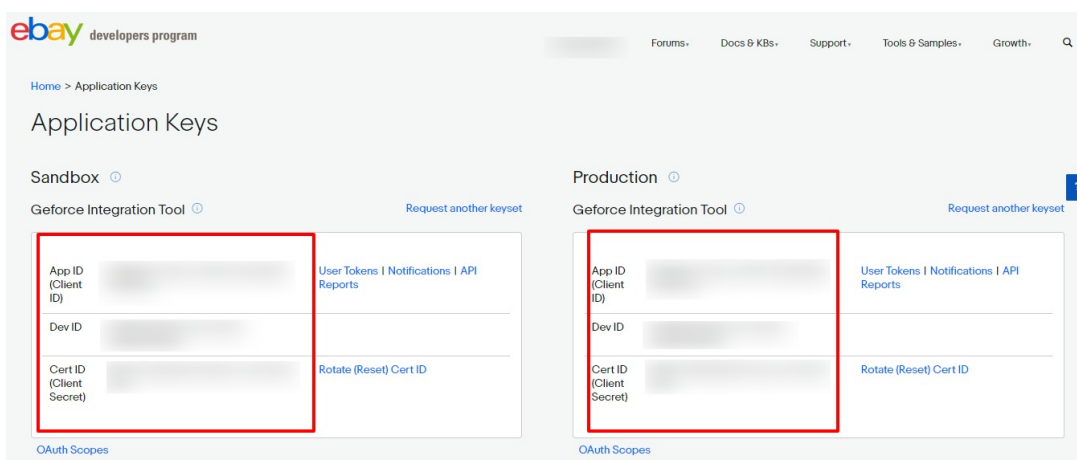 ebay developers program
Forums
Docs & KBs
Support
Tools & Samples
Growth
Home > Application Keys
Application Keys
Sandbox
Geforce Integration Tool
Request another keyset
App ID
(Client
ID)
User Tokens | Notifications | API
Reports
Dev ID
Cert ID
(Client
Secret)
Rotate (Reset) Cert ID
OAuth Scopes
Production
Geforce Integration Tool
Request another keyset
App ID
(Client
ID)
User Tokens | Notifications | API
Reports
Dev ID
Cert ID
(Client
Secret)
Rotate (Reset) Cert ID
OAuth Scopes